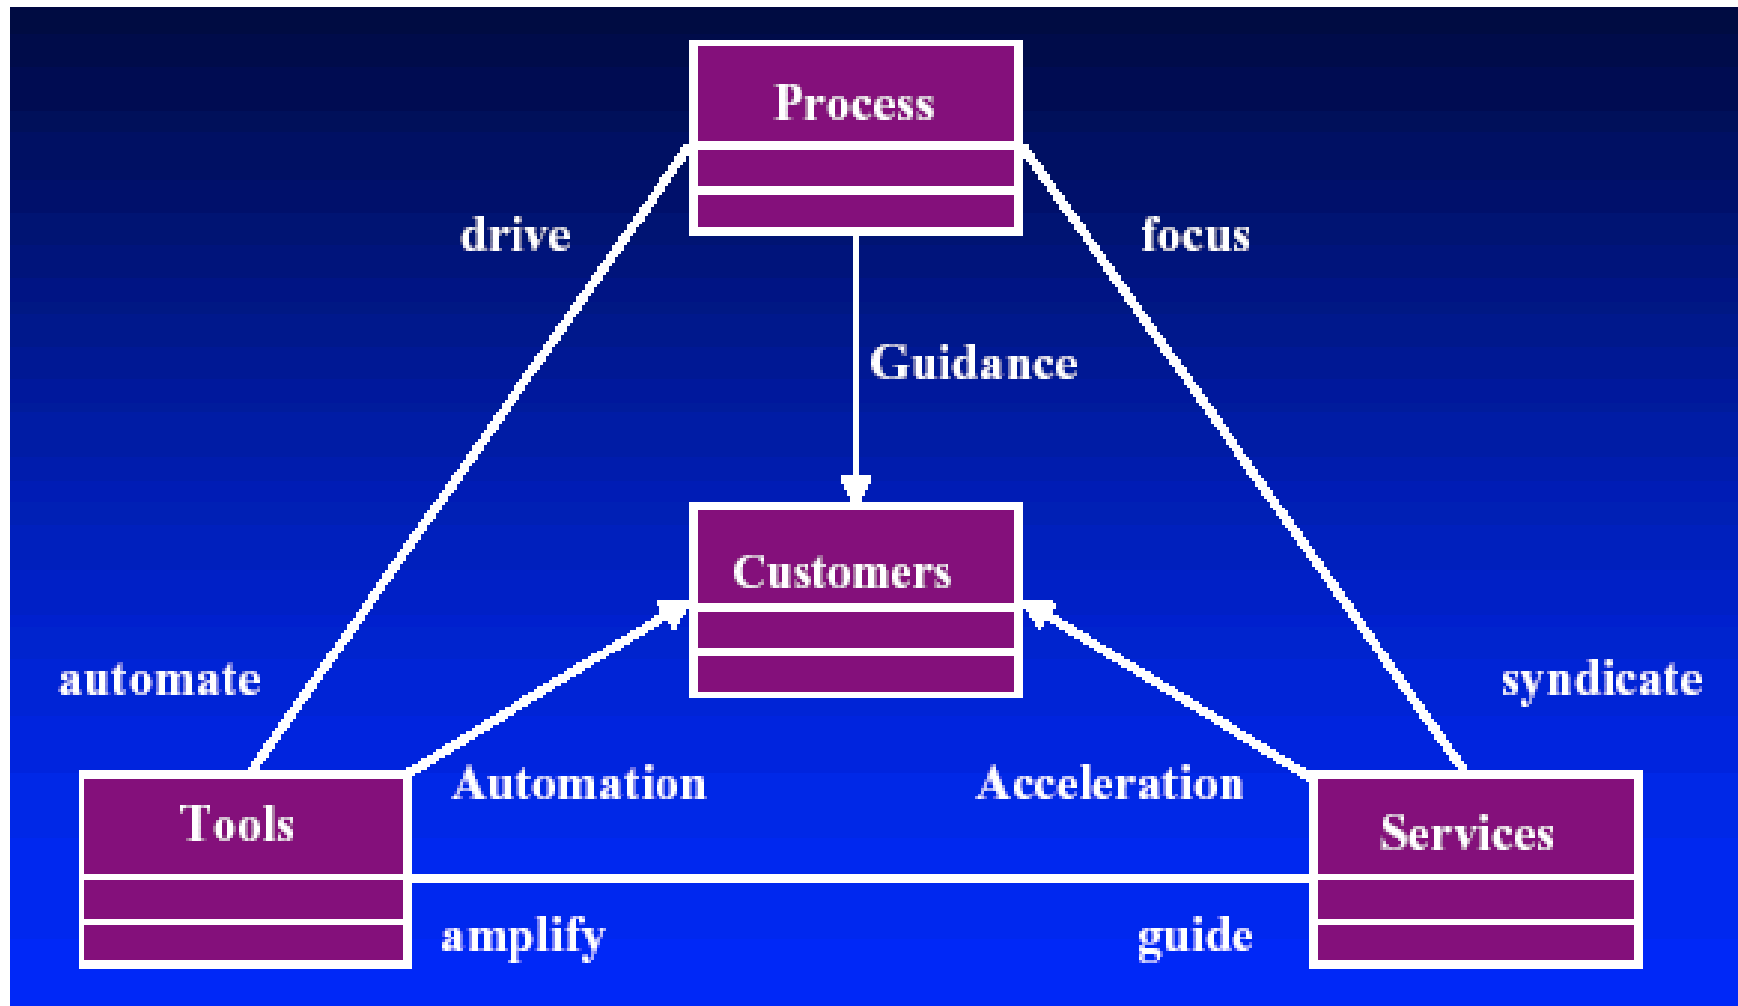 Process
drive
focus
Guidance
Customers
automate
syndicate
Automation
Acceleration
Tools
Services
amplify
guide